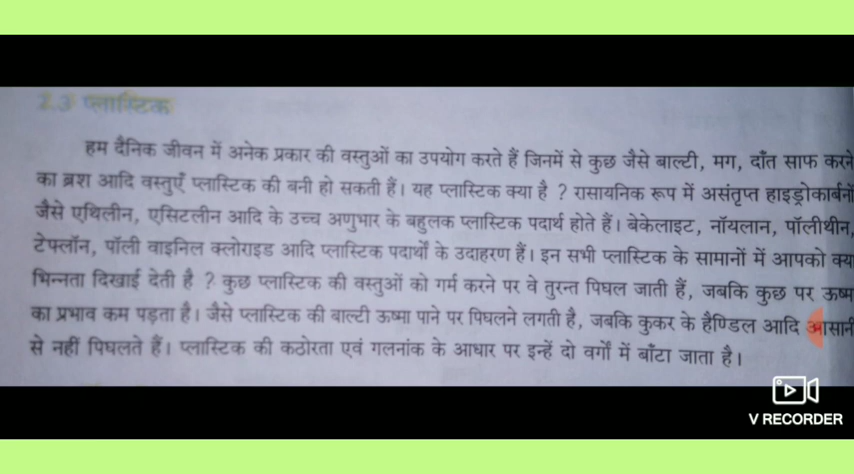 2.3 प्लास्टिक
हम दैनिक जीवन में अनेक प्रकार की वस्तुओं का उपयोग करते हैं जिनमें से कुछ जैसे बाल्टी, मग, दाँत साफ करने
का ब्रश आदि वस्तुएँ प्लास्टिक की बनी हो सकती हैं। यह प्लास्टिक क्या है ? रासायनिक रूप में असंतृप्त हाइड्रोकार्बनों
जैसे एथिलीन, एसिटलीन आदि के उच्च अणुभार के बहुलक प्लास्टिक पदार्थ होते हैं। बेकेलाइट, नॉयलान, पॉलीथीन,
टेफ्लॉन, पॉली वाइनिल क्लोराइड आदि प्लास्टिक पदार्थों के उदाहरण हैं। इन सभी प्लास्टिक के सामानों में आपको क्य
भिन्नता दिखाई देती है ? कुछ प्लास्टिक की वस्तुओं को गर्म करने पर वे तुरन्त पिघल जाती हैं, जबकि कुछ पर ऊष्म
का प्रभाव कम पड़ता है। जैसे प्लास्टिक की बाल्टी ऊष्मा पाने पर पिघलने लगती है, जबकि कुकर के हैण्डिल आदि आसानी
से नहीं पिघलते हैं। प्लास्टिक की कठोरता एवं गलनांक के आधार पर इन्हें दो वर्गों में बाँटा जाता है।
V RECORDER